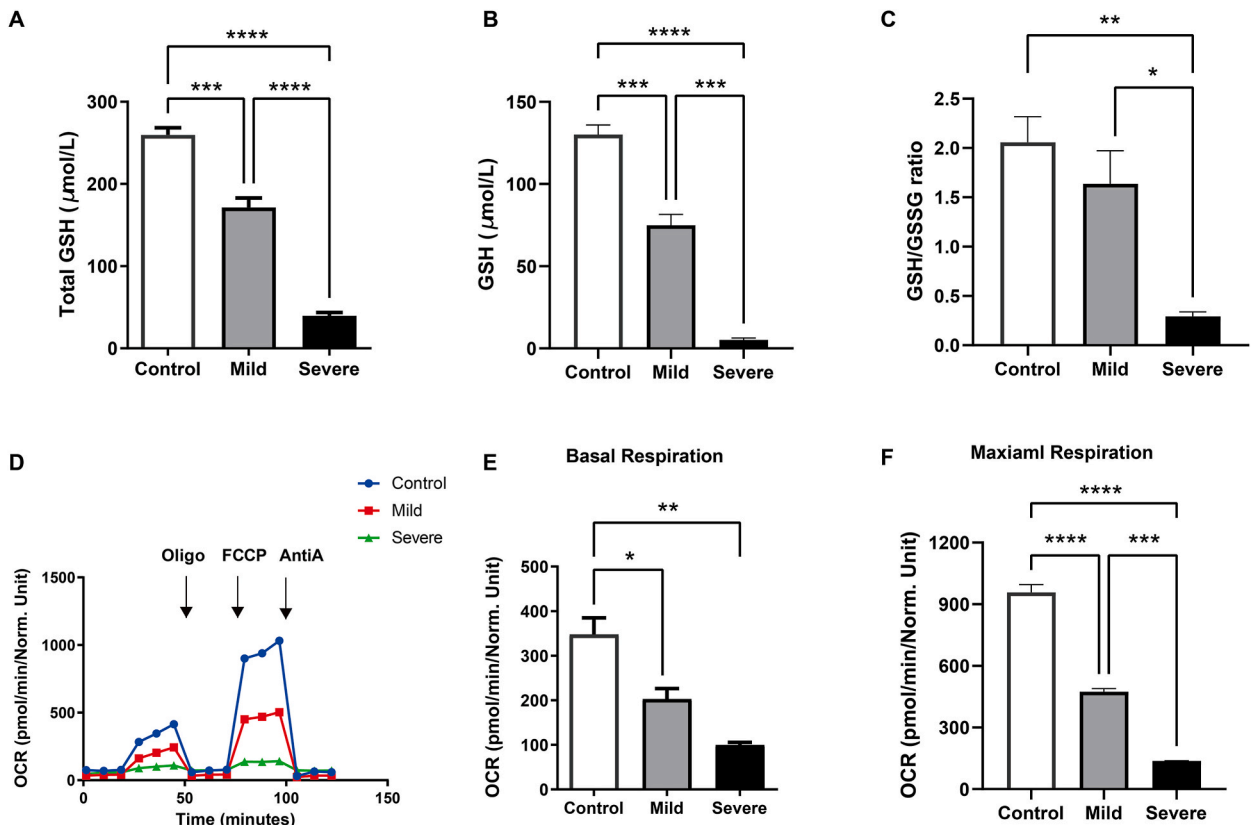 A
****
***
****
Total GSH ( μmol/L)
300
200
100
0
Control
Mild
Severe
B
****
***
***
GSH ( μmol/L)
150
100
50
0
Control
Mild
Severe
C
**
*
GSH/GSSG ratio
2.5
2.0
1.5
1.0
0.5
0.0
Control
Mild
Severe
D
Control
Mild
Severe
Oligo
FCCP
AntiA
OCR (pmol/min/Norm. Unit)
1500
1000
500
0
0
50
100
150
Time (minutes)
E
Basal Respiration
**
*
OCR (pmol/min/Norm. Unit)
500
400
300
200
100
0
Control
Mild
Severe
F
Maxiaml Respiration
****
****
***
OCR (pmol/min/Norm. Unit)
1200
900
600
300
0
Control
Mild
Severe